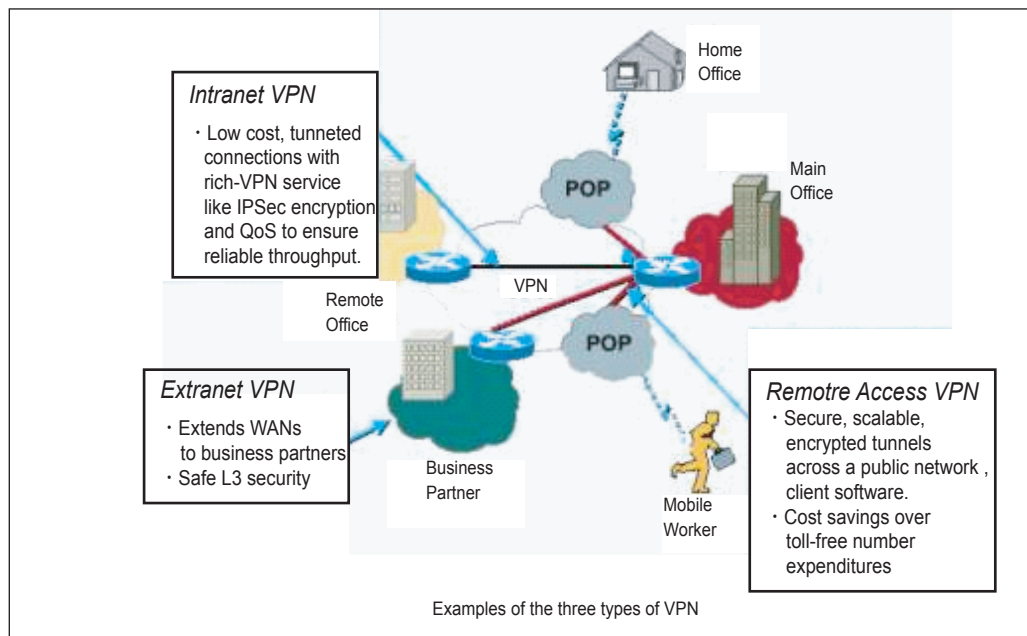 Home
Office
Intranet VPN
· Low cost, tunneted
connections with
rich-VPN service
like IPSec encryption
and QoS to ensure
reliable throughput.
POP
Main
Office
VPN
Remote
Office
POP
Extranet VPN
· Extends WANs
to business partners
· Safe L3 security
Business
Partner
Mobile
Worker
Remotre Access VPN
· Secure, scalable,
encrypted tunnels
across a public network ,
client software.
· Cost savings over
toll-free number
expenditures
Examples of the three types of VPN